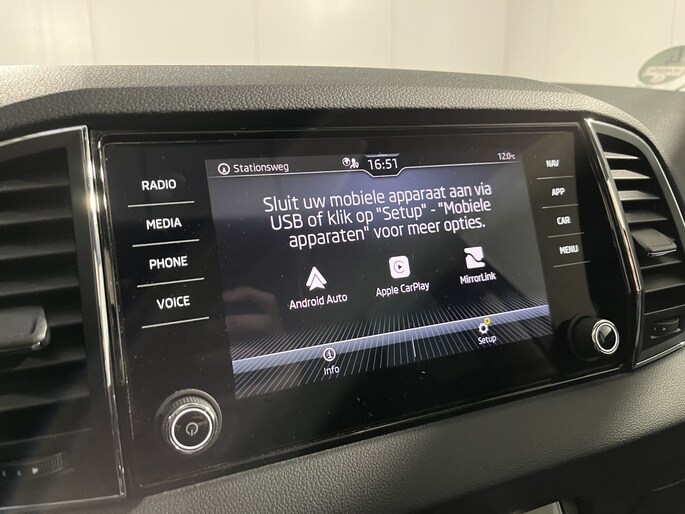 Stationsweg
16:51
12.0°C
RADIO
MEDIA
PHONE
VOICE
Sluit uw mobiele apparaat aan via
USB of klik op "Setup" - "Mobiele
apparaten" voor meer opties.
Android Auto
Apple CarPlay
MirrorLink
Info
Setup
NAV
APP
CAR
MENU